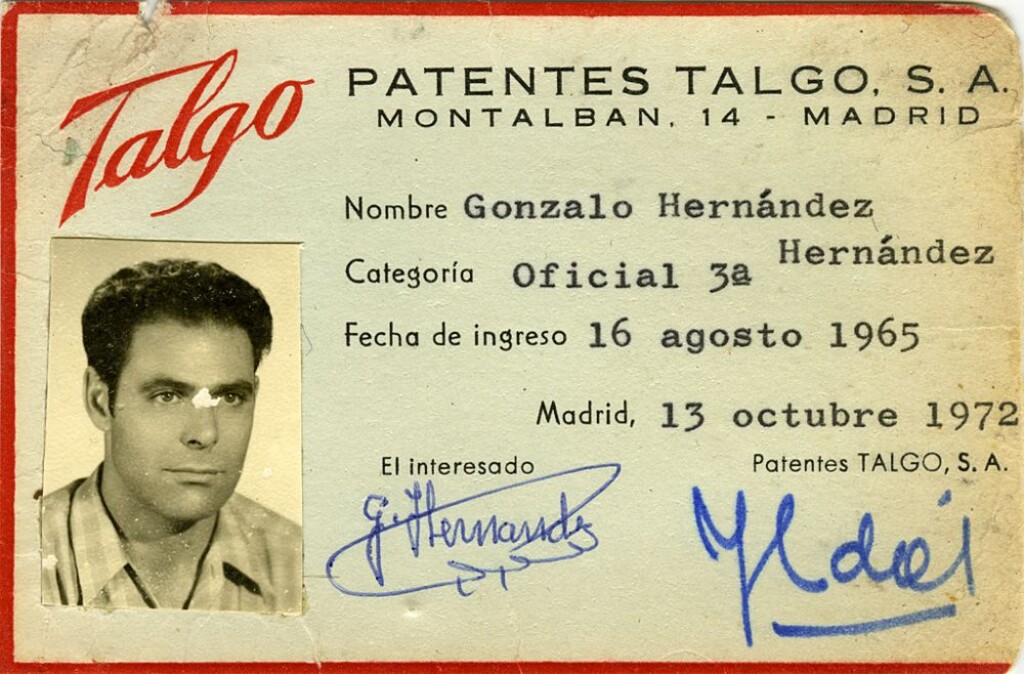 Talgo
PATENTES TALGO, S. A.
MONTALBAN, 14 - MADRID
Nombre Gonzalo Hernández
Hernández
Categoría Oficial 3ª
Fecha de ingreso 16 agosto 1965
Madrid, 13 octubre 1972
El interesado
Patentes TALGO, S. A.
G. Hernandez